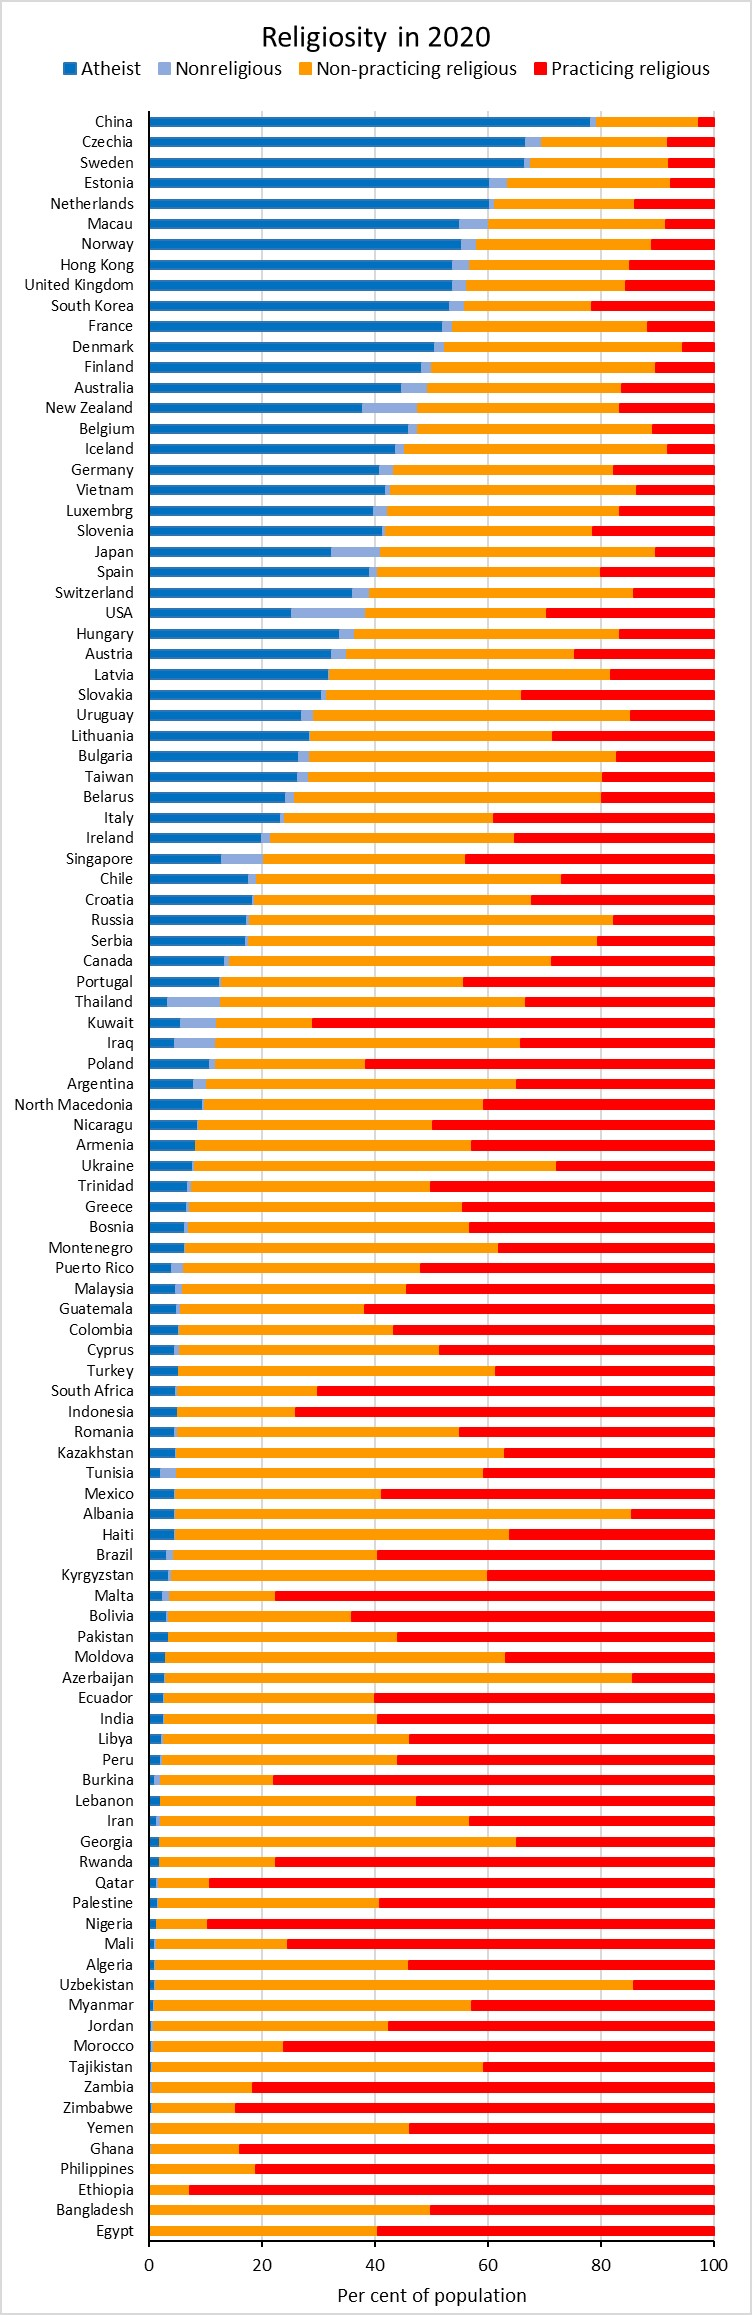 Religiosity in 2020
Atheist Nonreligious Non-practicing religious Practicing religious
China
Czechia
Sweden
Estonia
Netherlands
Macau
Norway
Hong Kong
United Kingdom
South Korea
France
Denmark
Finland
Australia
New Zealand
Belgium
Iceland
Germany
Vietnam
Luxembrg
Slovenia
Japan
Spain
Switzerland
USA
Hungary
Austria
Latvia
Slovakia
Uruguay
Lithuania
Bulgaria
Taiwan
Belarus
Italy
Ireland
Singapore
Chile
Croatia
Russia
Serbia
Canada
Portugal
Thailand
Kuwait
Iraq
Poland
Argentina
North Macedonia
Nicaragu
Armenia
Ukraine
Trinidad
Greece
Bosnia
Montenegro
Puerto Rico
Malaysia
Guatemala
Colombia
Cyprus
Turkey
South Africa
Indonesia
Romania
Kazakhstan
Tunisia
Mexico
Albania
Haiti
Brazil
Kyrgyzstan
Malta
Bolivia
Pakistan
Moldova
Azerbaijan
Ecuador
India
Libya
Peru
Burkina
Lebanon
Iran
Georgia
Rwanda
Qatar
Palestine
Nigeria
Mali
Algeria
Uzbekistan
Myanmar
Jordan
Morocco
Tajikistan
Zambia
Zimbabwe
Yemen
Ghana
Philippines
Ethiopia
Bangladesh
Egypt
0 20 40 60 80 100
Per cent of population